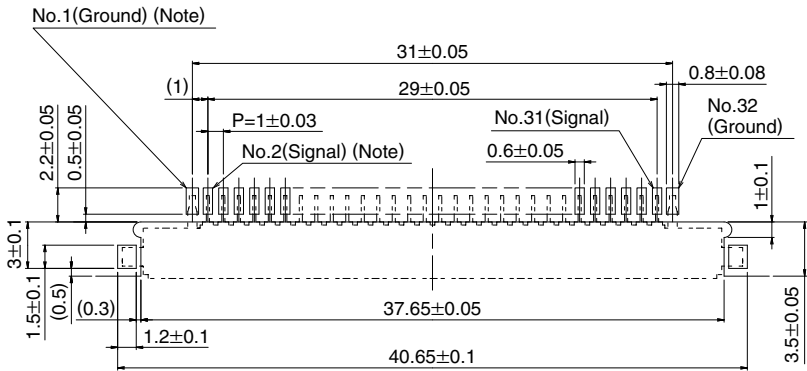 No.1(Ground) (Note)
31±0.05
(1)
29±0.05
0.8±0.08
P=1±0.03
No.31(Signal)
No.32
(Ground)
2.2±0.05
0.5±0.05
No.2(Signal) (Note)
0.6±0.05
1±0.1
3±0.1
1.5±0.1
(0.5)
(0.3)
37.65±0.05
3.5±0.05
1.2±0.1
40.65±0.1